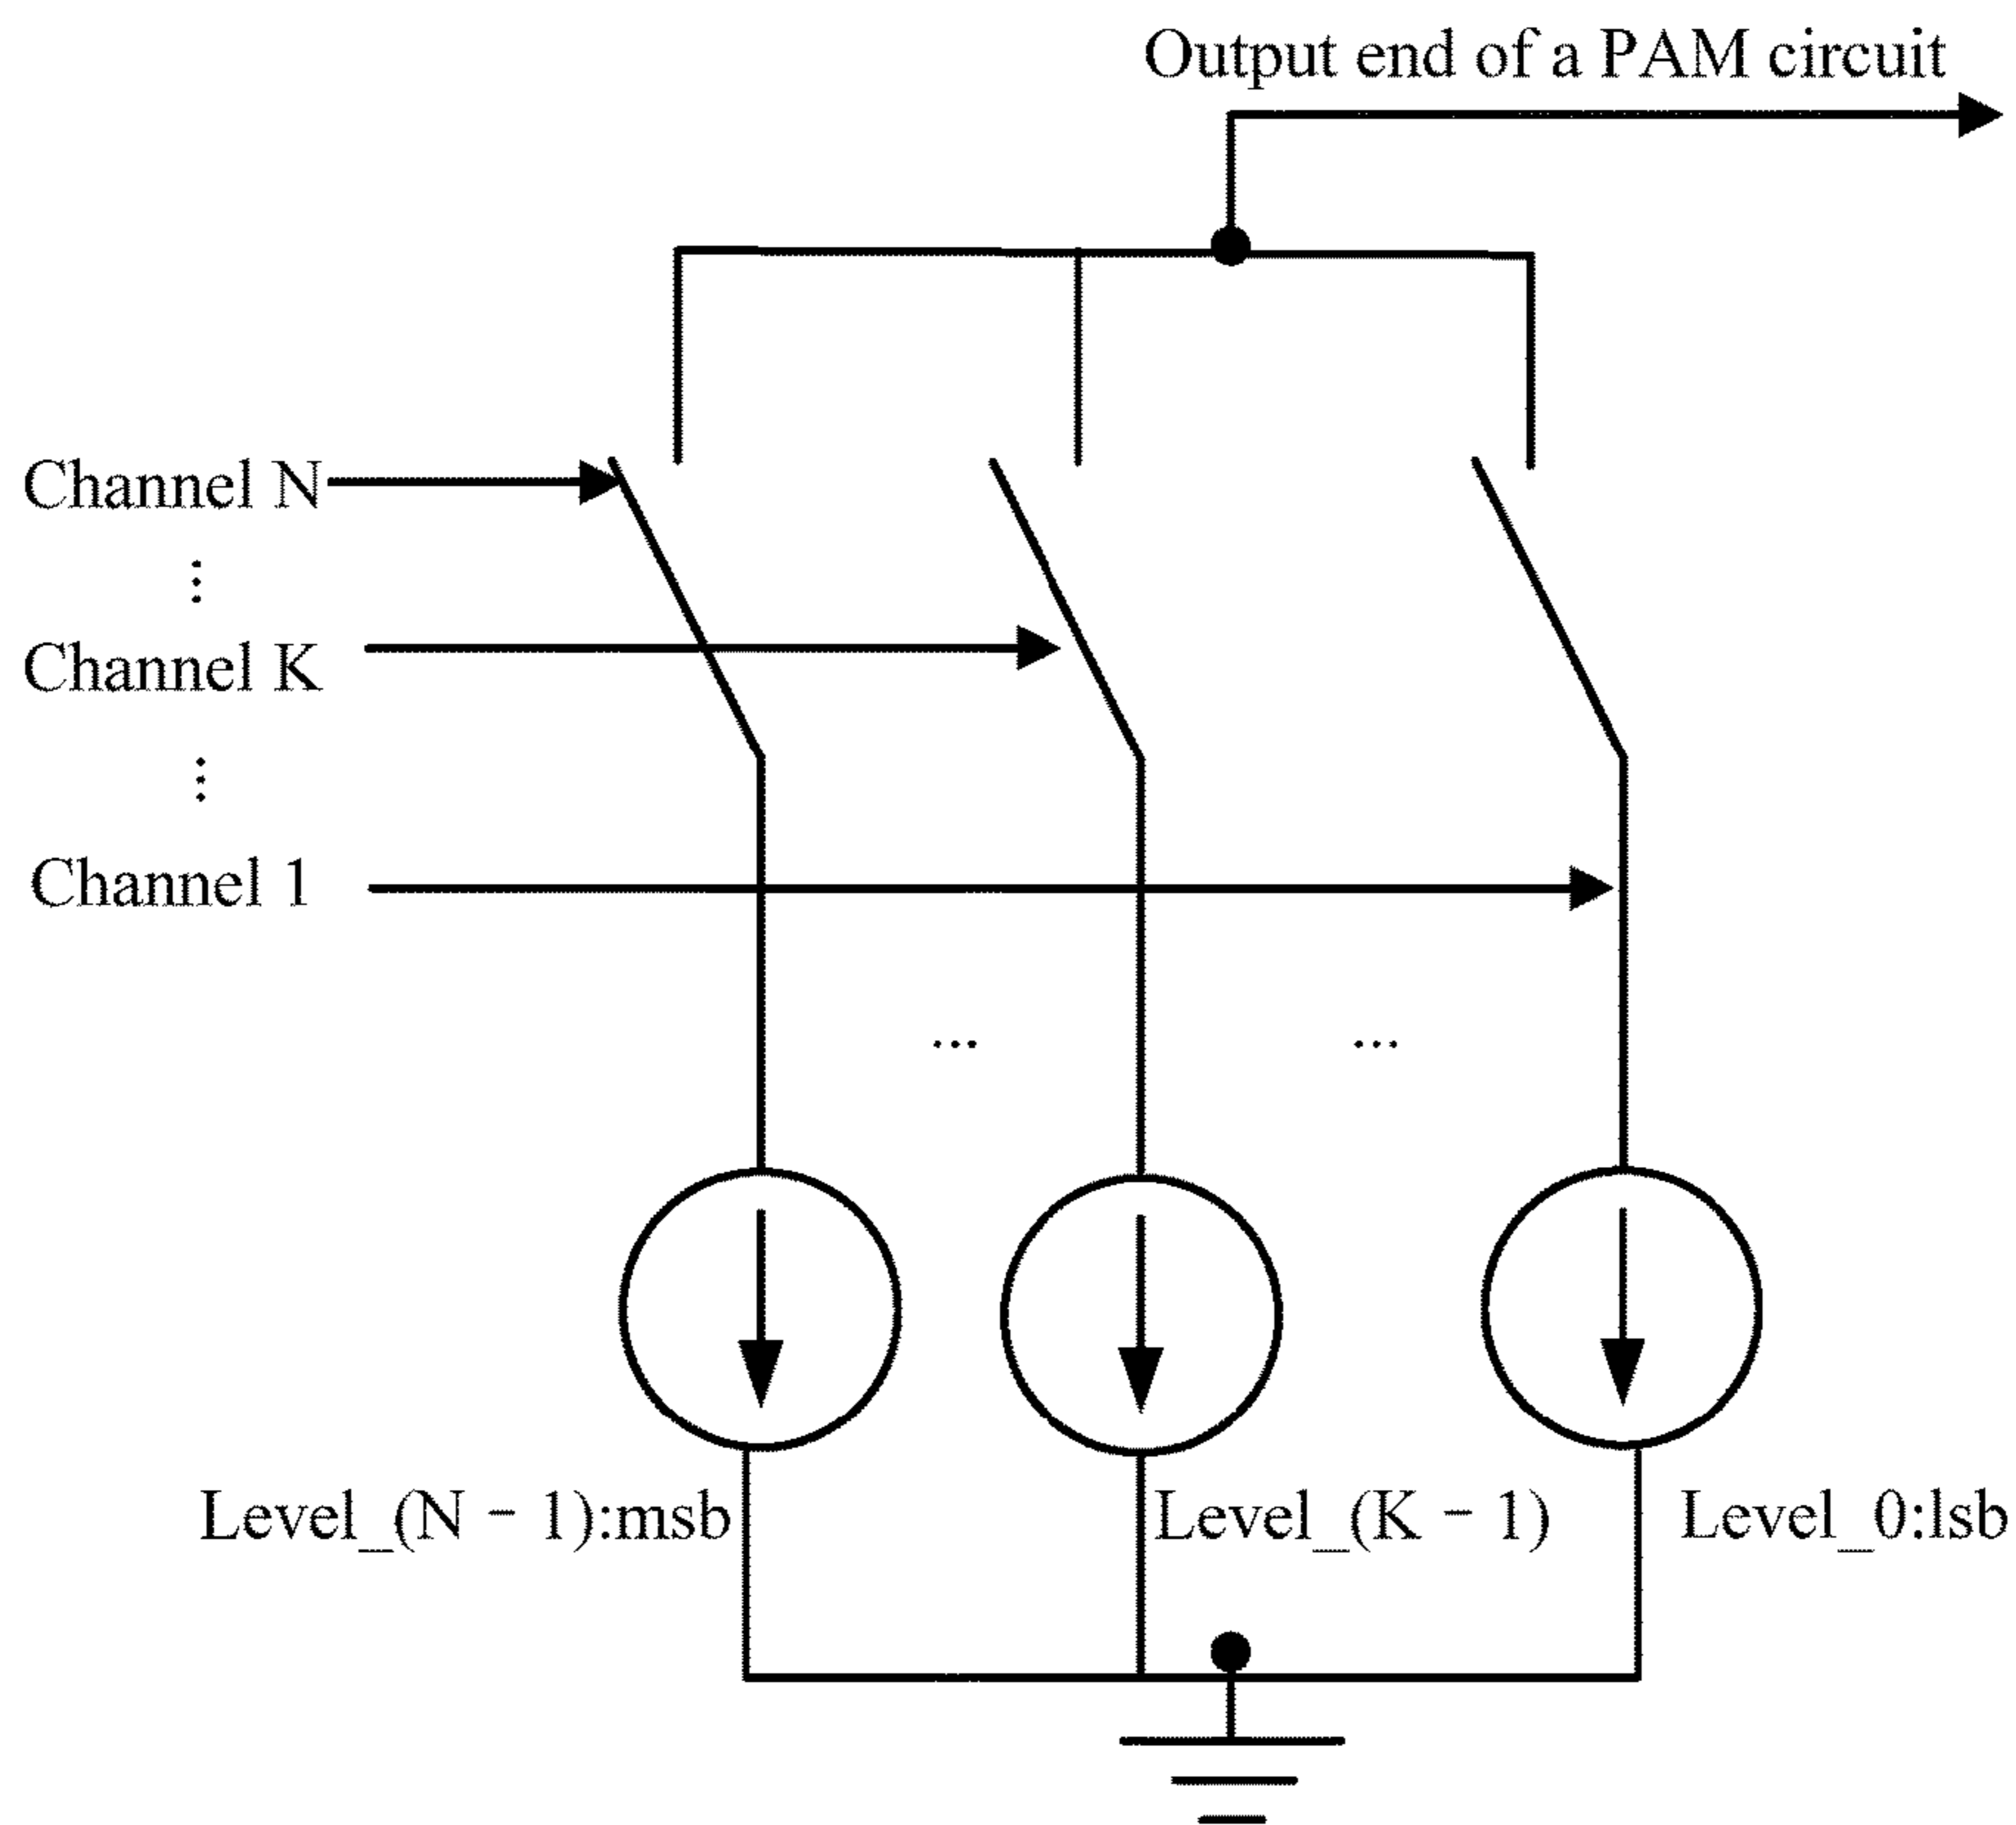 Output end of a PAM circuit
Channel N
⋮
Channel K
⋮
Channel 1
... ...
Level_(N − 1):msb
Level_(K − 1)
Level_0:lsb